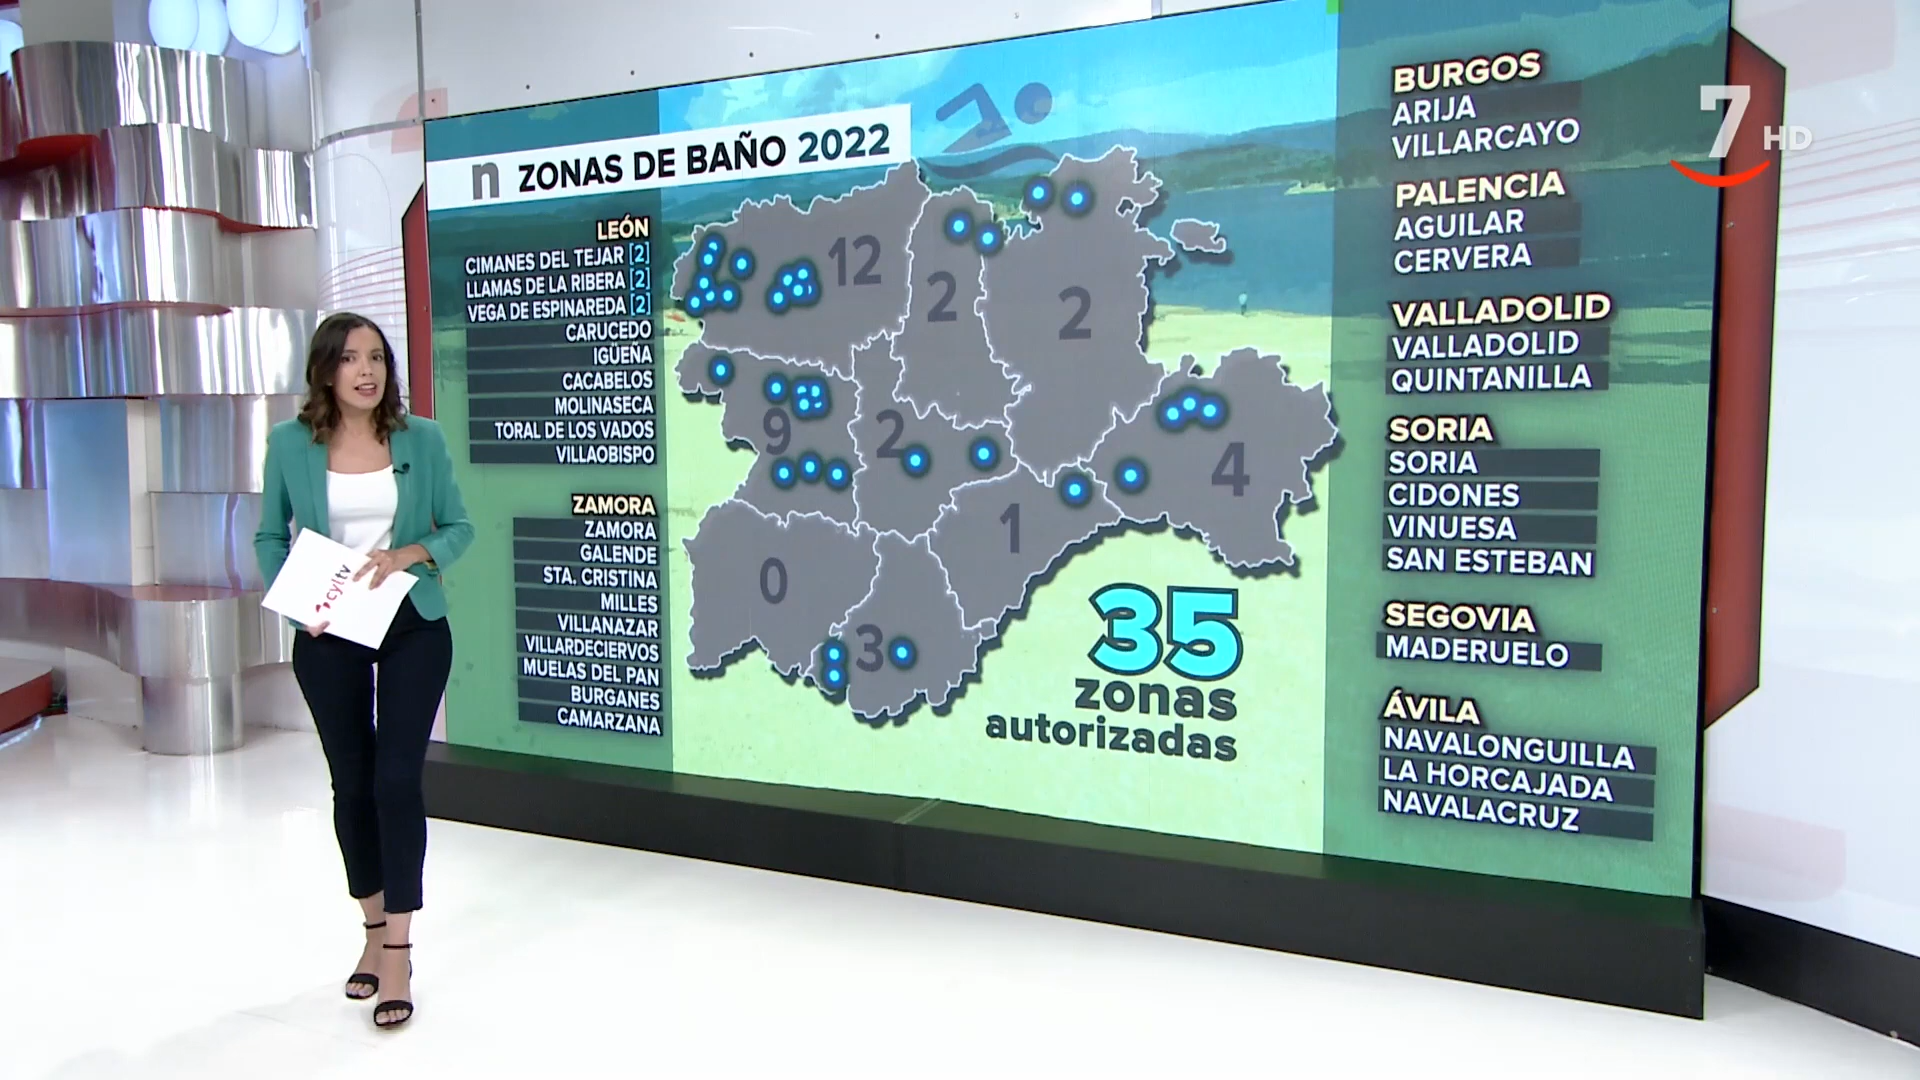 n ZONAS DE BAÑO 2022
LEÓN
CIMANES DEL TEJAR [2]
LLAMAS DE LA RIBERA [2]
VEGA DE ESPINAREDA [2]
CARUCEDO
IGÜEÑA
CACABELOS
MOLINASECA
TORAL DE LOS VADOS
VILLAOBISPO
ZAMORA
ZAMORA
GALENDE
STA. CRISTINA
MILLES
VILLANAZAR
VILLARDECIERVOS
MUELAS DEL PAN
BURGANES
CAMARZANA
12
2
2
9
2
4
1
0
3
35
zonas
autorizadas
BURGOS
ARIJA
VILLARCAYO
PALENCIA
AGUILAR
CERVERA
VALLADOLID
VALLADOLID
QUINTANILLA
SORIA
SORIA
CIDONES
VINUESA
SAN ESTEBAN
SEGOVIA
MADERUELO
ÁVILA
NAVALONGUILLA
LA HORCAJADA
NAVALACRUZ
7 HD
cyltv